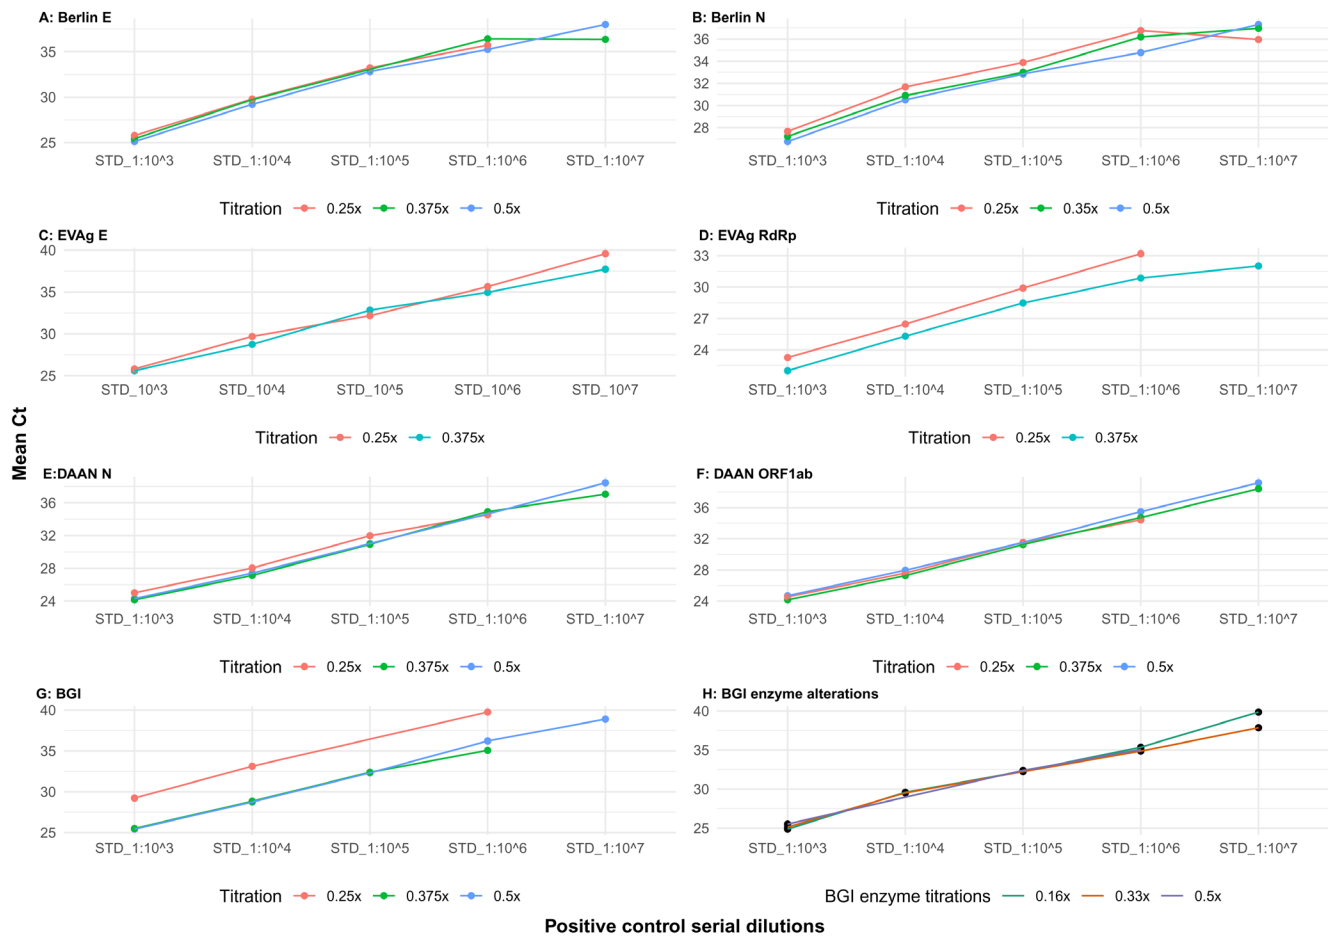 A: Berlin E
35
30
25
STD_1:10^3 STD_1:10^4 STD_1:10^5 STD_1:10^6 STD_1:10^7
Titration 0.25x 0.375x 0.5x
B: Berlin N
36
34
32
30
28
STD_1:10^3 STD_1:10^4 STD_1:10^5 STD_1:10^6 STD_1:10^7
Titration 0.25x 0.35x 0.5x
C: EVAg E
40
35
30
25
STD_10^3 STD_10^4 STD_10^5 STD_10^6 STD_10^7
Titration 0.25x 0.375x
D: EVAg RdRp
33
30
27
24
STD_1:10^3 STD_1:10^4 STD_1:10^5 STD_1:10^6 STD_1:10^7
Titration 0.25x 0.375x
Mean Ct
E:DAAN N
36
32
28
24
STD_1:10^3 STD_1:10^4 STD_1:10^5 STD_1:10^6 STD_1:10^7
Titration 0.25x 0.375x 0.5x
F: DAAN ORF1ab
36
32
28
24
STD_1:10^3 STD_1:10^4 STD_1:10^5 STD_1:10^6 STD_1:10^7
Titration 0.25x 0.375x 0.5x
G: BGI
40
35
30
25
STD_1:10^3 STD_1:10^4 STD_1:10^5 STD_1:10^6 STD_1:10^7
Titration 0.25x 0.375x 0.5x
H: BGI enzyme alterations
40
35
30
25
STD_1:10^3 STD_1:10^4 STD_1:10^5 STD_1:10^6 STD_1:10^7
BGI enzyme titrations 0.16x 0.33x 0.5x
Positive control serial dilutions